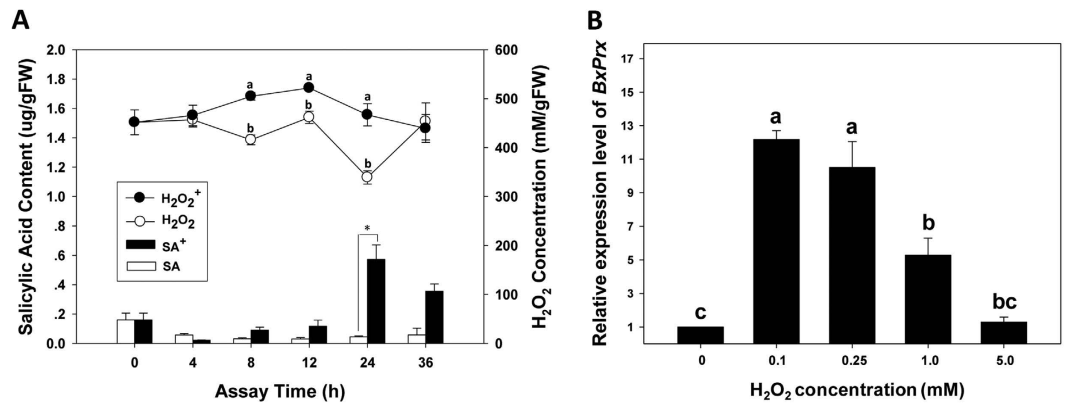 A
Salicylic Acid Content (ug/gFW)
2.0
1.8
1.6
1.4
1.2
1.0
.8
.6
.4
.2
0.0
a
a
a
b
b
b
*
H₂O₂⁺
H₂O₂
SA⁺
SA
600
500
400
300
200
100
0
H₂O₂ Concentration (mM/gFW)
0 4 8 12 24 36
Assay Time (h)
B
Relative expression level of BxPrx
17
15
13
11
9
7
5
3
1
c
a
a
b
bc
0 0.1 0.25 1.0 5.0
H₂O₂ concentration (mM)